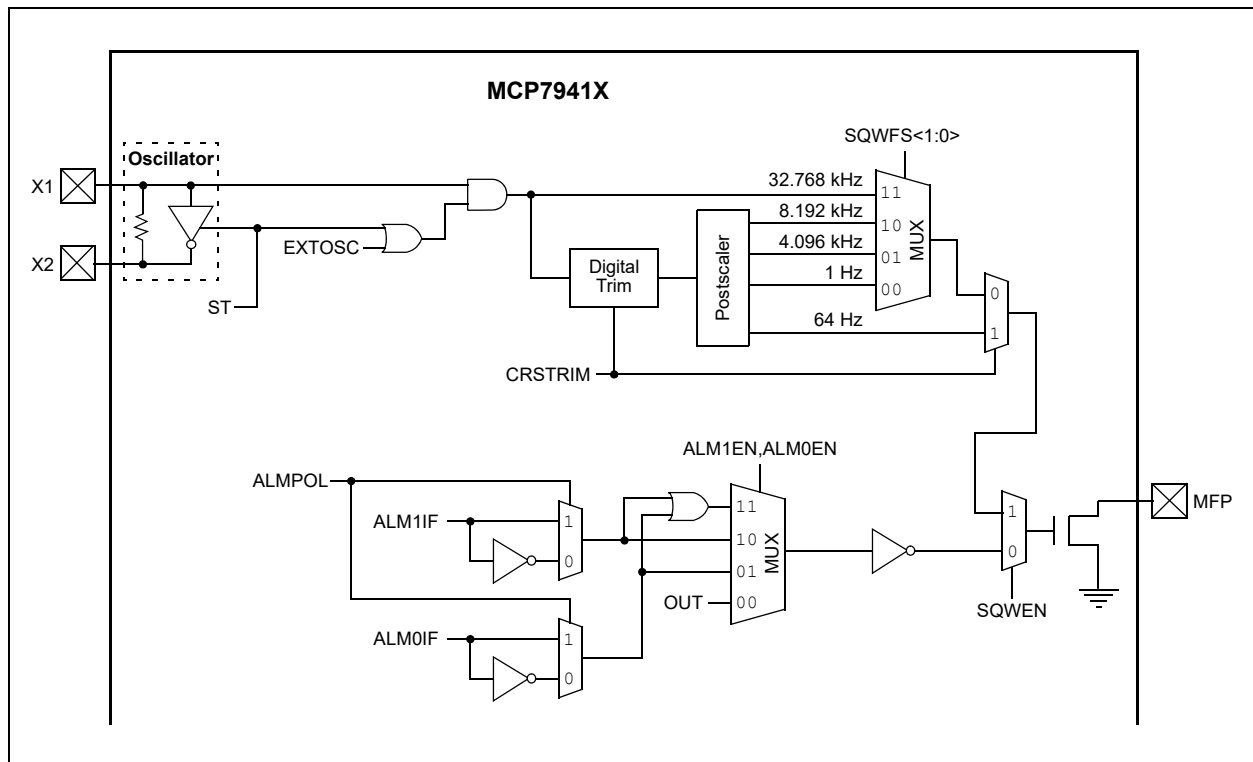 MCP7941X
SQWFS<1:0>
Oscillator
X1
32.768 kHz
11
8.192 kHz
10
EXTOSC
4.096 kHz
01
MUX
X2
Digital
Trim
Postscaler
1 Hz
00
0
ST
64 Hz
1
CRSTRIM
ALM1EN,ALM0EN
ALMPOL
MFP
ALM1IF
1
11
1
0
10
MUX
0
01
OUT
00
SQWEN
ALM0IF
1
0